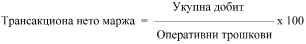 Трансакциона нето маржа = Укупна добит / Оперативни трошкови x 100